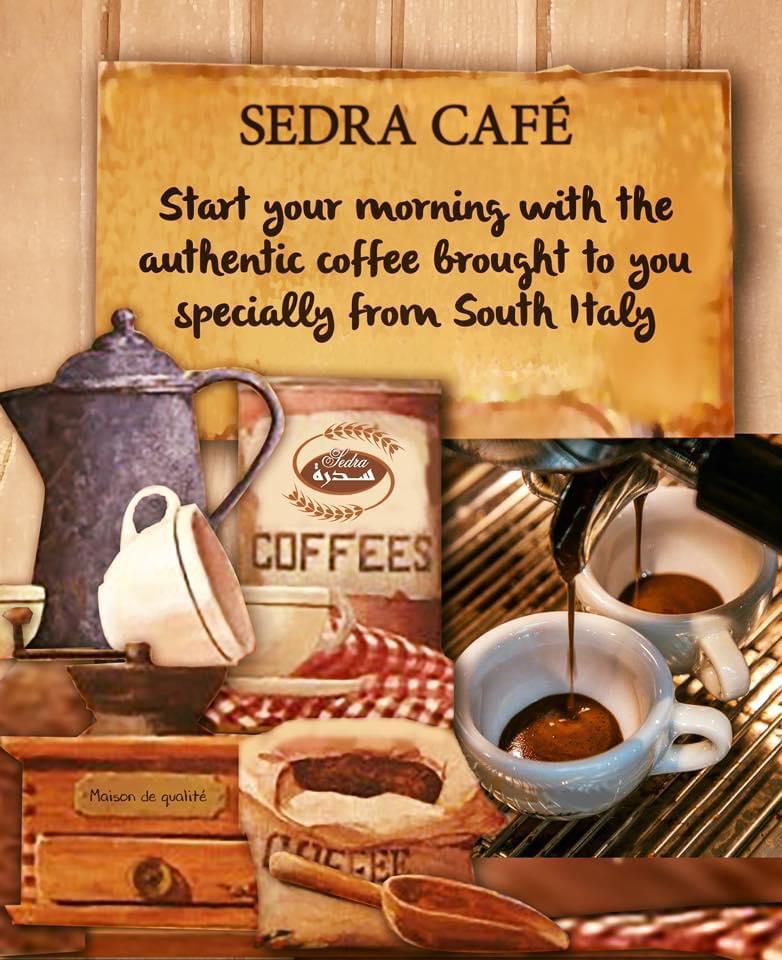 SEDRA CAFÉ
Start your morning with the
authentic coffee brought to you
specially from South Italy
Sedra
سدرة
COFFEES
Maison de qualité
COFFEE